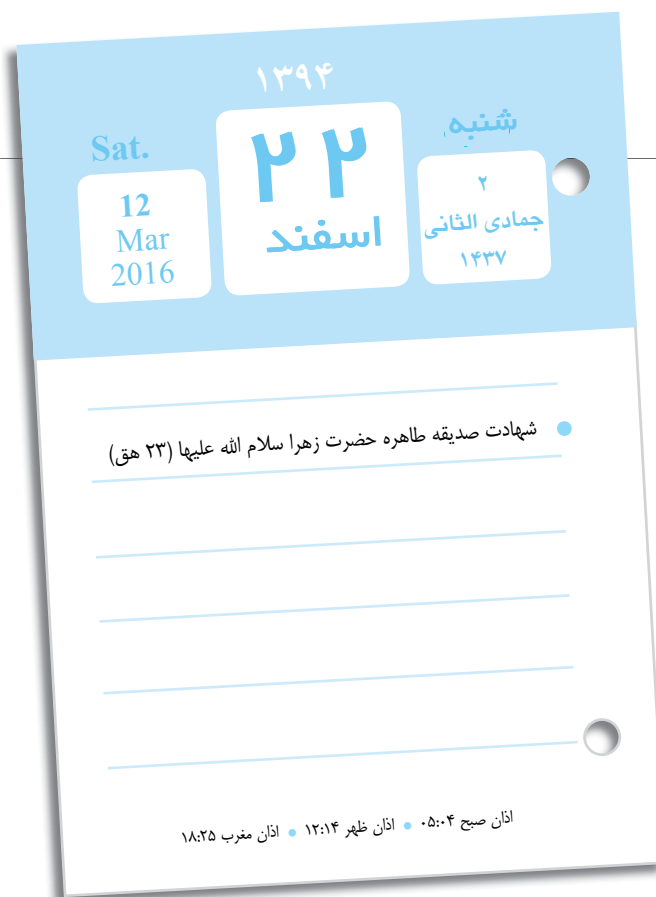 ۱۳۹۴
شنبه
۲
جمادی الثانی
۱۴۳۷
۲۲
اسفند
Sat.
12
Mar
2016
شهادت صدیقه طاهره حضرت زهرا سلام الله علیها (۲۳ هق)
اذان صبح ۰۵:۰۴ • اذان ظهر ۱۲:۱۴ • اذان مغرب ۱۸:۲۵